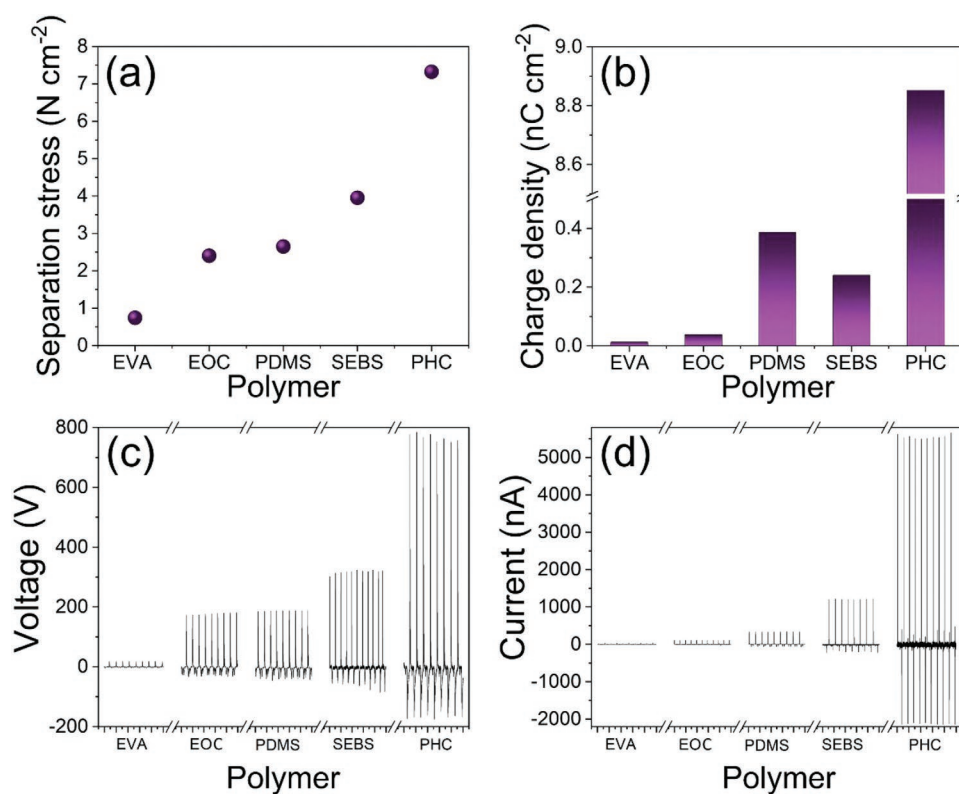 (a)
Separation stress (N cm⁻²)
8
7
6
5
4
3
2
1
0
EVA EOC PDMS SEBS PHC
Polymer
(b)
Charge density (nC cm⁻²)
9.0
8.8
8.6
0.4
0.2
0.0
EVA EOC PDMS SEBS PHC
Polymer
(c)
Voltage (V)
800
600
400
200
0
-200
EVA EOC PDMS SEBS PHC
Polymer
(d)
Current (nA)
5000
4000
3000
2000
1000
0
-1000
-2000
EVA EOC PDMS SEBS PHC
Polymer